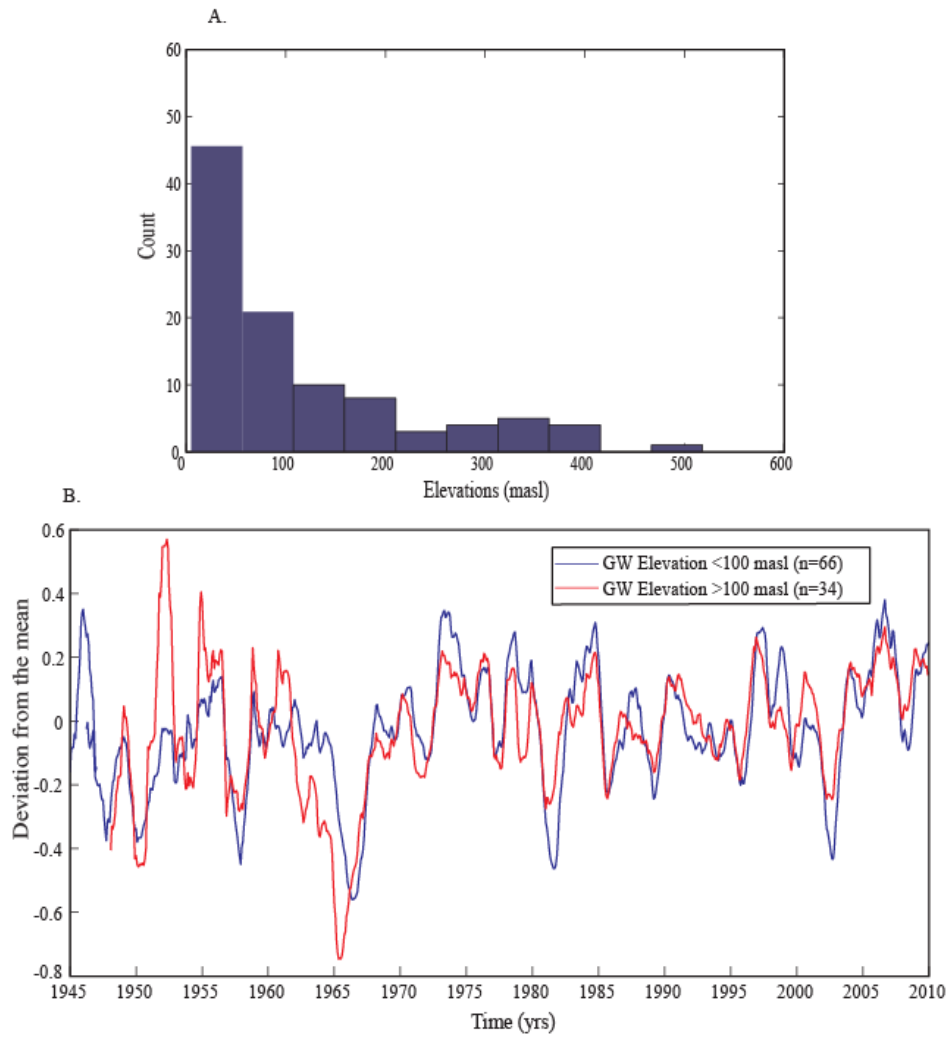 A.
60
50
40
30
20
10
0
Count
0 100 200 300 400 500 600
Elevations (masl)
B.
0.6
0.4
0.2
0
-0.2
-0.4
-0.6
-0.8
Deviation from the mean
GW Elevation <100 masl (n=66)
GW Elevation >100 masl (n=34)
1945 1950 1955 1960 1965 1970 1975 1980 1985 1990 1995 2000 2005 2010
Time (yrs)